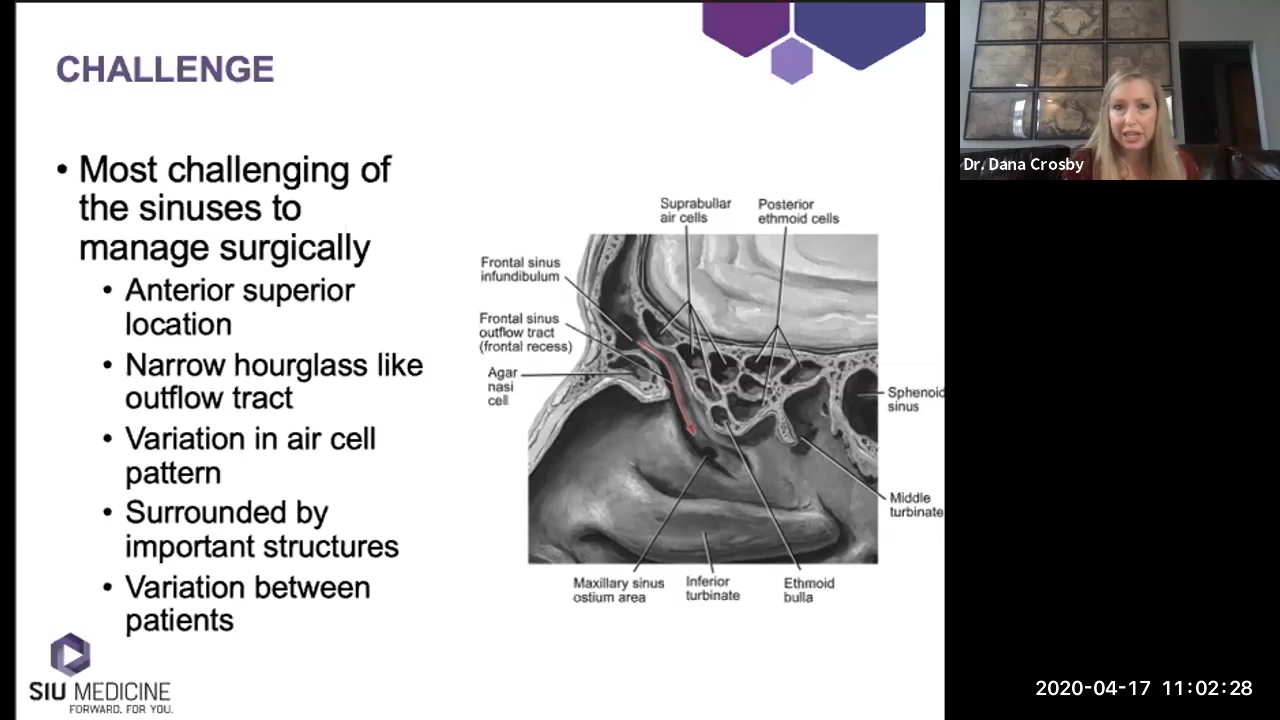 CHALLENGE
• Most challenging of
the sinuses to
manage surgically
• Anterior superior
location
• Narrow hourglass like
outflow tract
• Variation in air cell
pattern
• Surrounded by
important structures
• Variation between
patients
Suprabullar
air cells
Posterior
ethmoid cells
Frontal sinus
infundibulum
Frontal sinus
outflow tract
(frontal recess)
Agar
nasi
cell
Sphenoid
sinus
Middle
turbinate
Maxillary sinus
ostium area
Inferior
turbinate
Ethmoid
bulla
SIU MEDICINE
FORWARD. FOR YOU.
Dr. Dana Crosby
2020-04-17 11:02:28